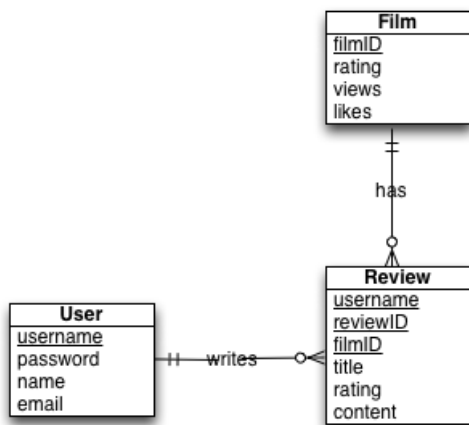 Film
filmID
rating
views
likes
has
Review
username
reviewID
filmID
title
rating
content
User
username
password
name
email
writes